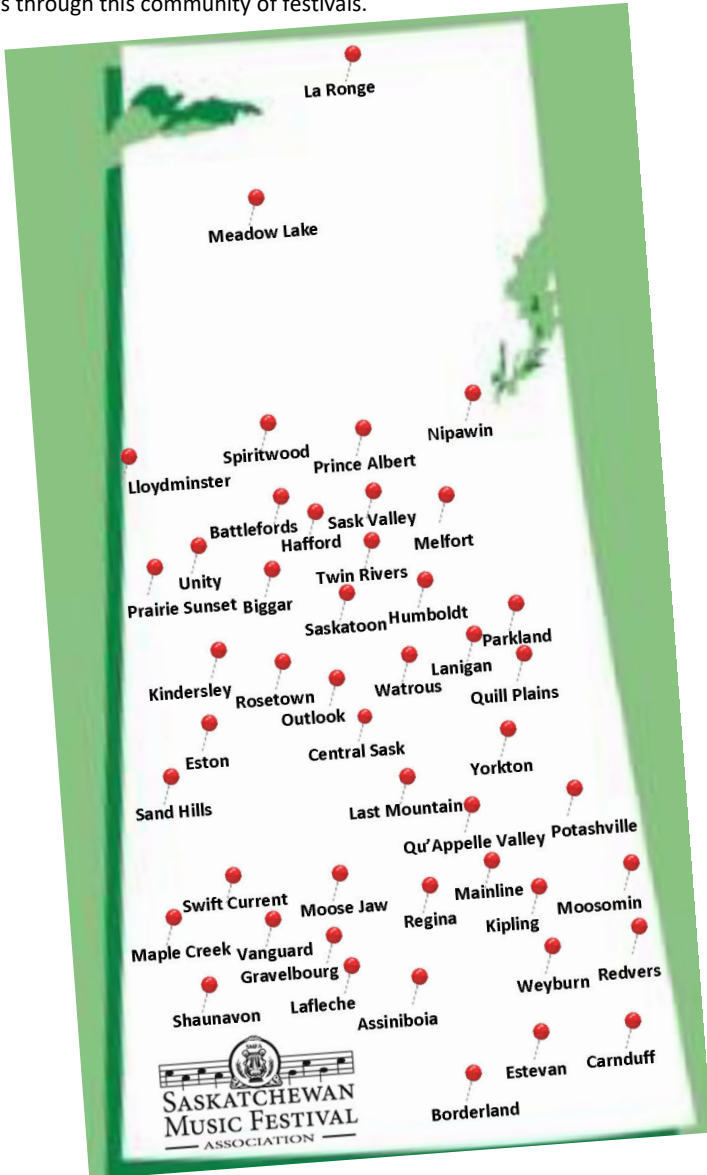 s through this community of festivals.
La Ronge
Meadow Lake
Nipawin
Spiritwood
Prince Albert
Lloydminster
Battlefords
Sask Valley
Hafford
Melfort
Unity
Twin Rivers
Prairie Sunset
Biggar
Saskatoon
Humboldt
Parkland
Lanigan
Kindersley
Rosetown
Watrous
Quill Plains
Outlook
Central Sask
Eston
Yorkton
Sand Hills
Last Mountain
Qu'Appelle Valley
Potashville
Swift Current
Moose Jaw
Mainline
Regina
Kipling
Moosomin
Maple Creek
Vanguard
Gravelbourg
Weyburn
Redvers
Lafleche
Shaunavon
Assiniboia
Estevan
Carnduff
Borderland
SASKATCHEWAN
MUSIC FESTIVAL
ASSOCIATION